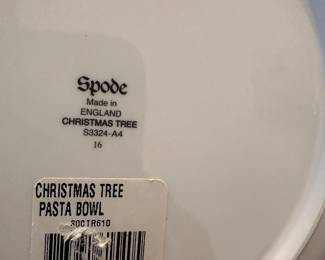 Spode
Made in
ENGLAND
CHRISTMAS TREE
S3324-A4
16
CHRISTMAS TREE
PASTA BOWL